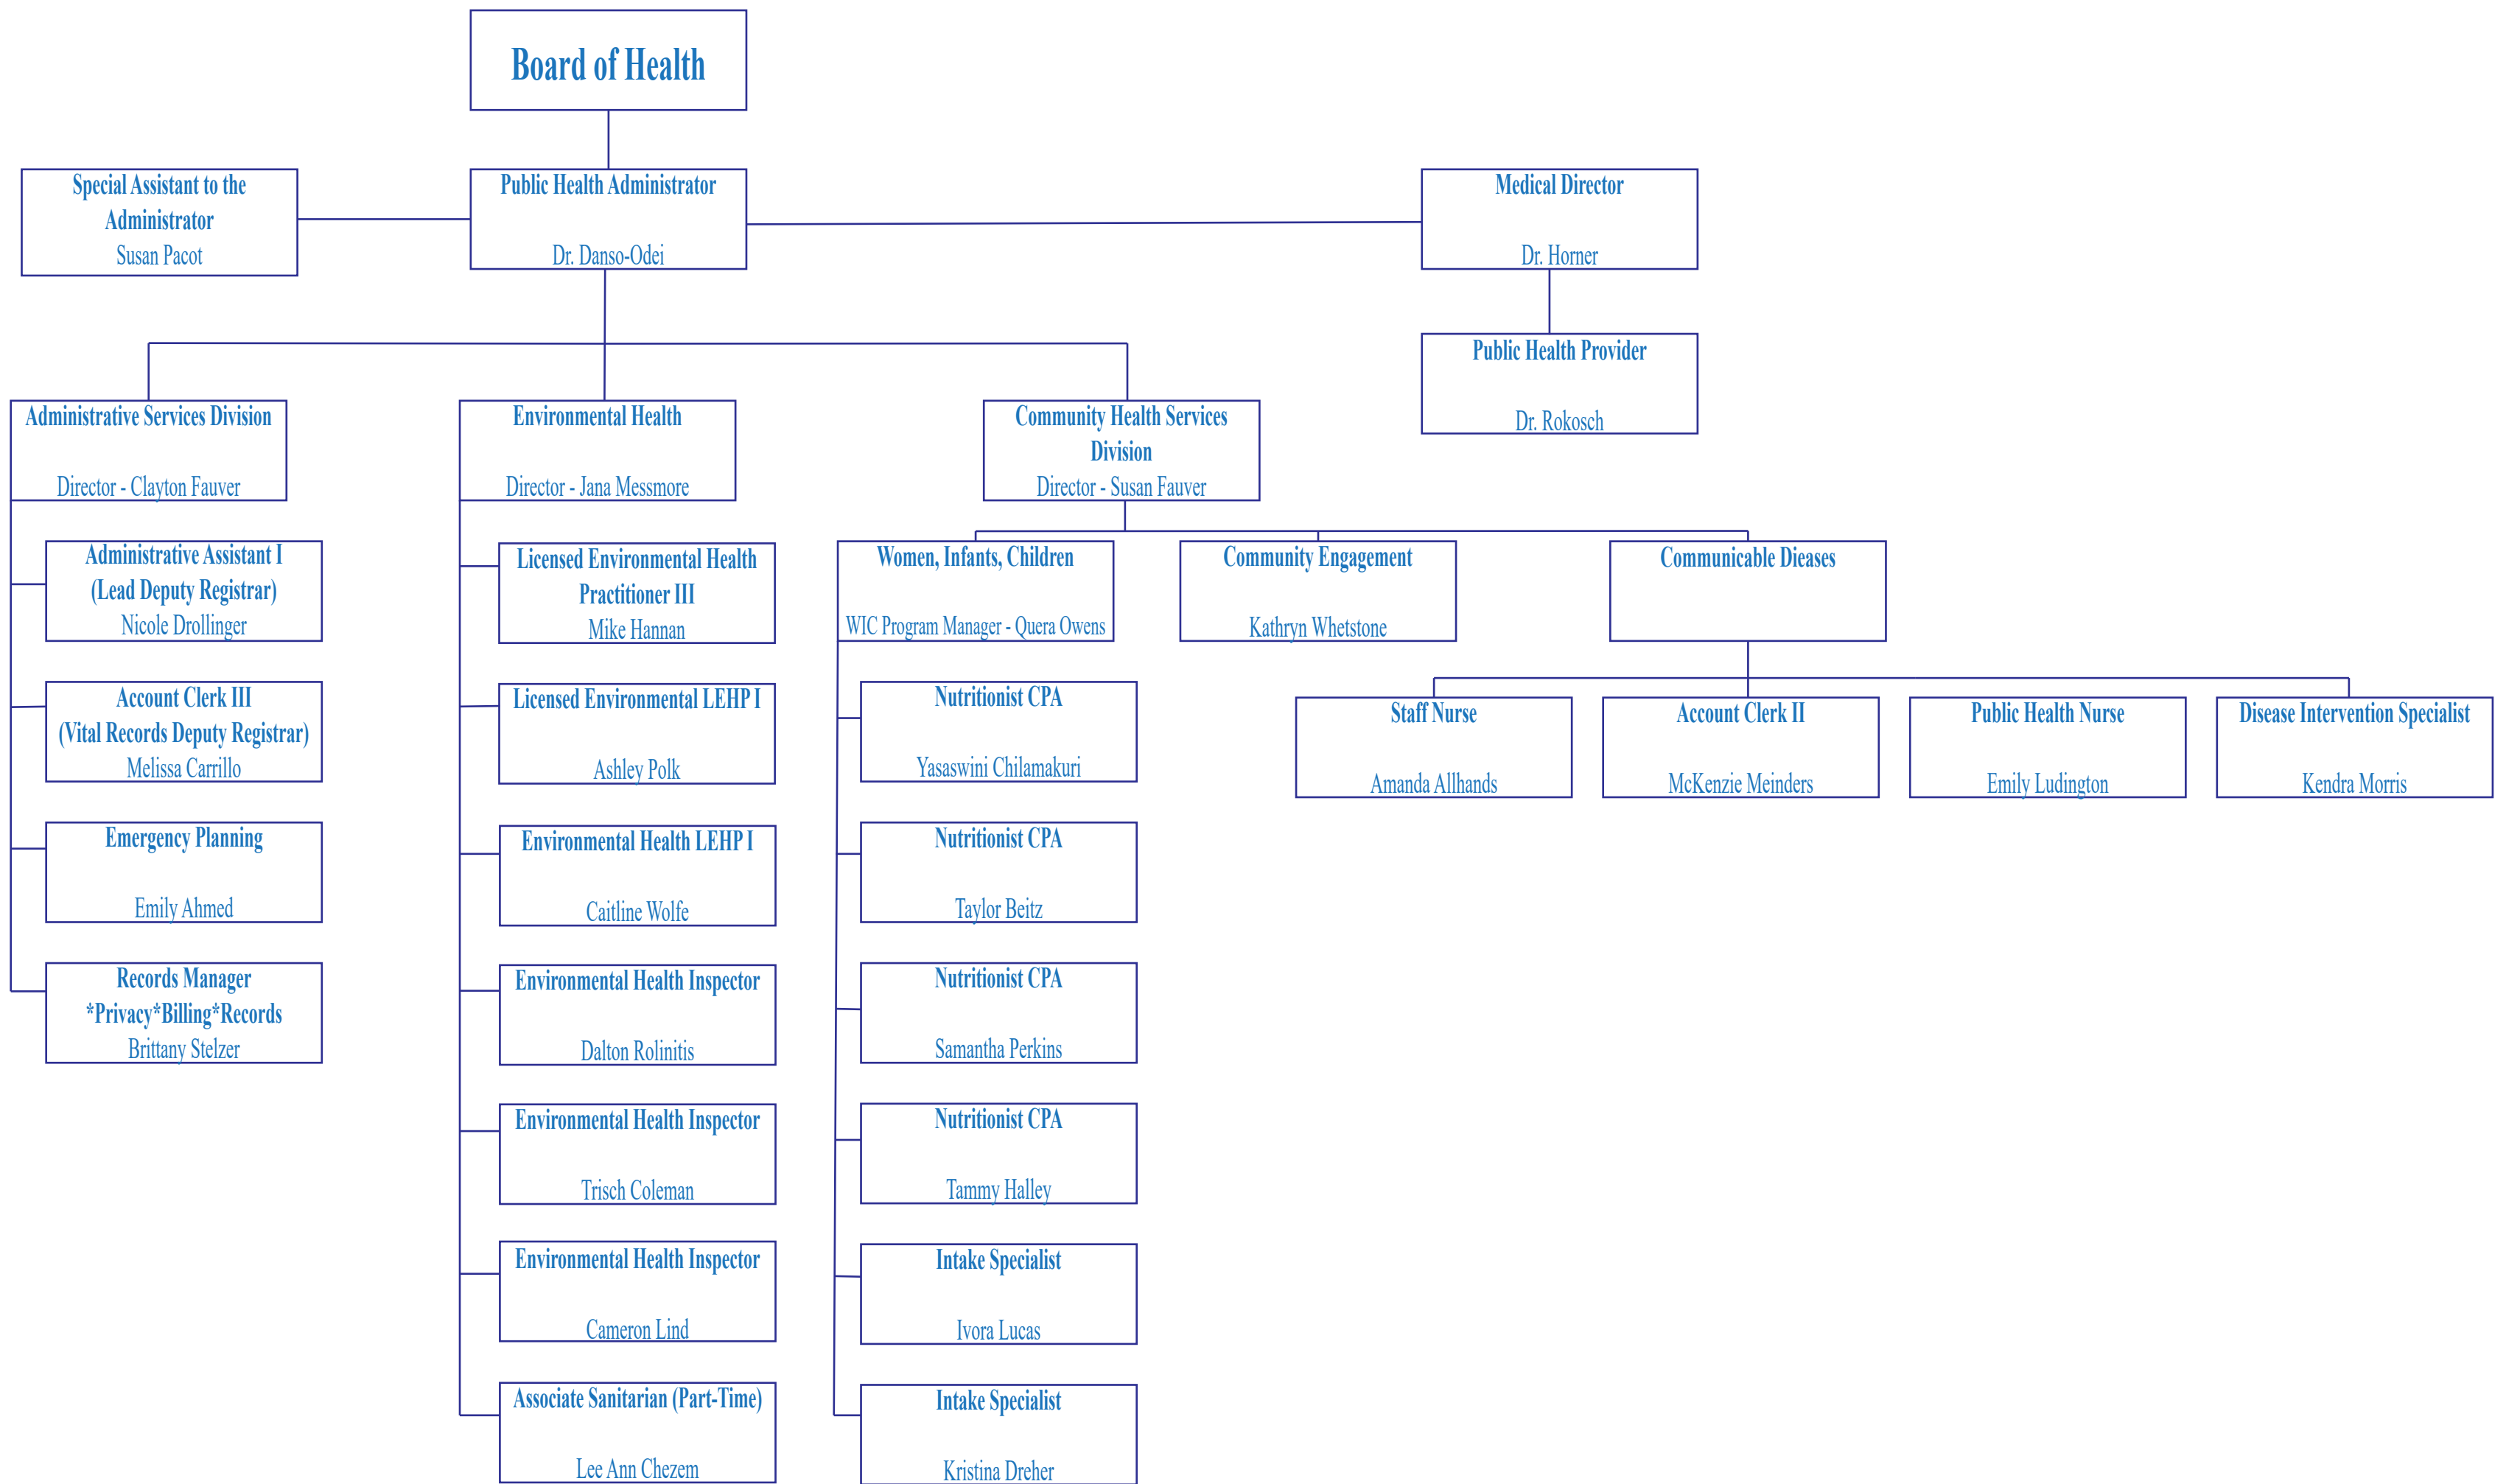 Board of Health
Special Assistant to the
Administrator
Susan Pacot
Public Health Administrator
Dr. Danso-Odei
Medical Director
Dr. Horner
Public Health Provider
Dr. Rokosch
Administrative Services Division
Director - Clayton Fauver
Environmental Health
Director - Jana Messmore
Community Health Services
Division
Director - Susan Fauver
Administrative Assistant I
(Lead Deputy Registrar)
Nicole Drollinger
Account Clerk III
(Vital Records Deputy Registrar)
Melissa Carrillo
Emergency Planning
Emily Ahmed
Records Manager
*Privacy*Billing*Records
Brittany Stelzer
Licensed Environmental Health
Practitioner III
Mike Hannan
Licensed Environmental LEHP I
Ashley Polk
Environmental Health LEHP I
Caitline Wolfe
Environmental Health Inspector
Dalton Rolinitis
Environmental Health Inspector
Trisch Coleman
Environmental Health Inspector
Cameron Lind
Associate Sanitarian (Part-Time)
Lee Ann Chezem
Women, Infants, Children
WIC Program Manager - Quera Owens
Nutritionist CPA
Yasaswini Chilamakuri
Nutritionist CPA
Taylor Beitz
Nutritionist CPA
Samantha Perkins
Nutritionist CPA
Tammy Halley
Intake Specialist
Ivora Lucas
Intake Specialist
Kristina Dreher
Community Engagement
Kathryn Whetstone
Communicable Dieases
Staff Nurse
Amanda Allhands
Account Clerk II
McKenzie Meinders
Public Health Nurse
Emily Ludington
Disease Intervention Specialist
Kendra Morris